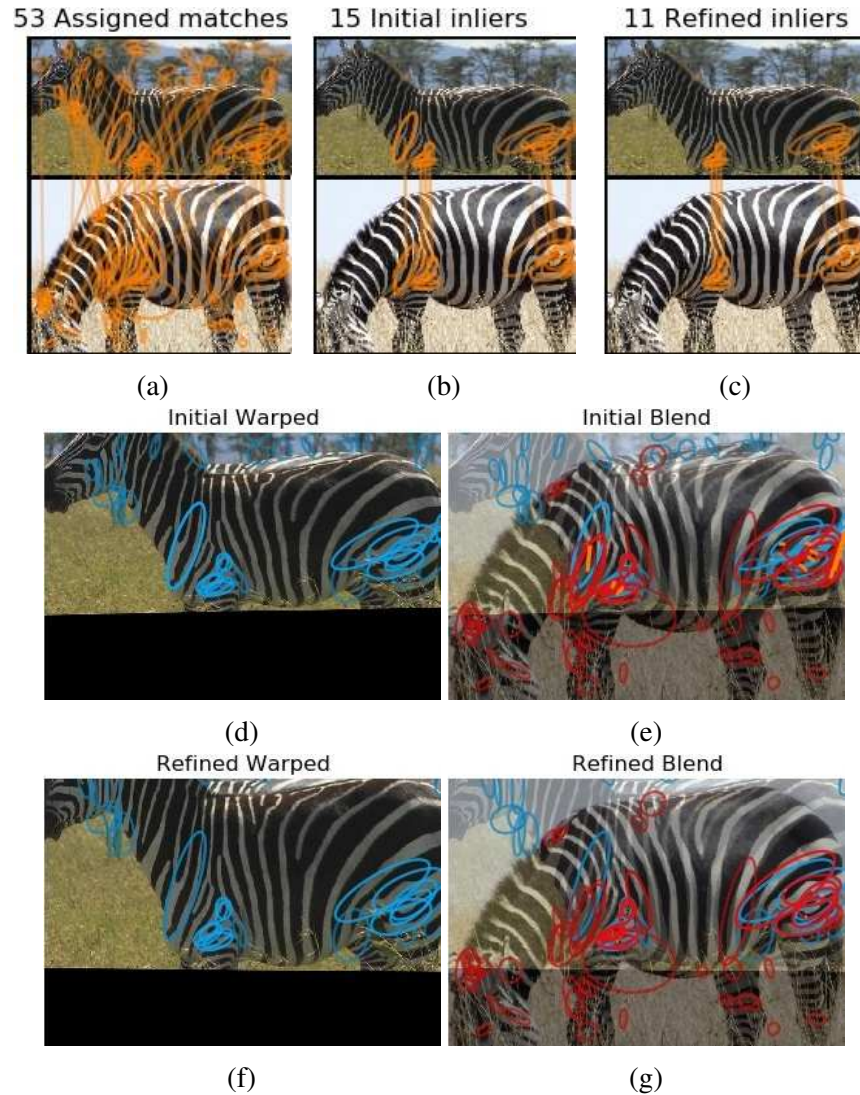 53 Assigned matches
15 Initial inliers
11 Refined inliers
(a)
(b)
(c)
Initial Warped
Initial Blend
(d)
(e)
Refined Warped
Refined Blend
(f)
(g)